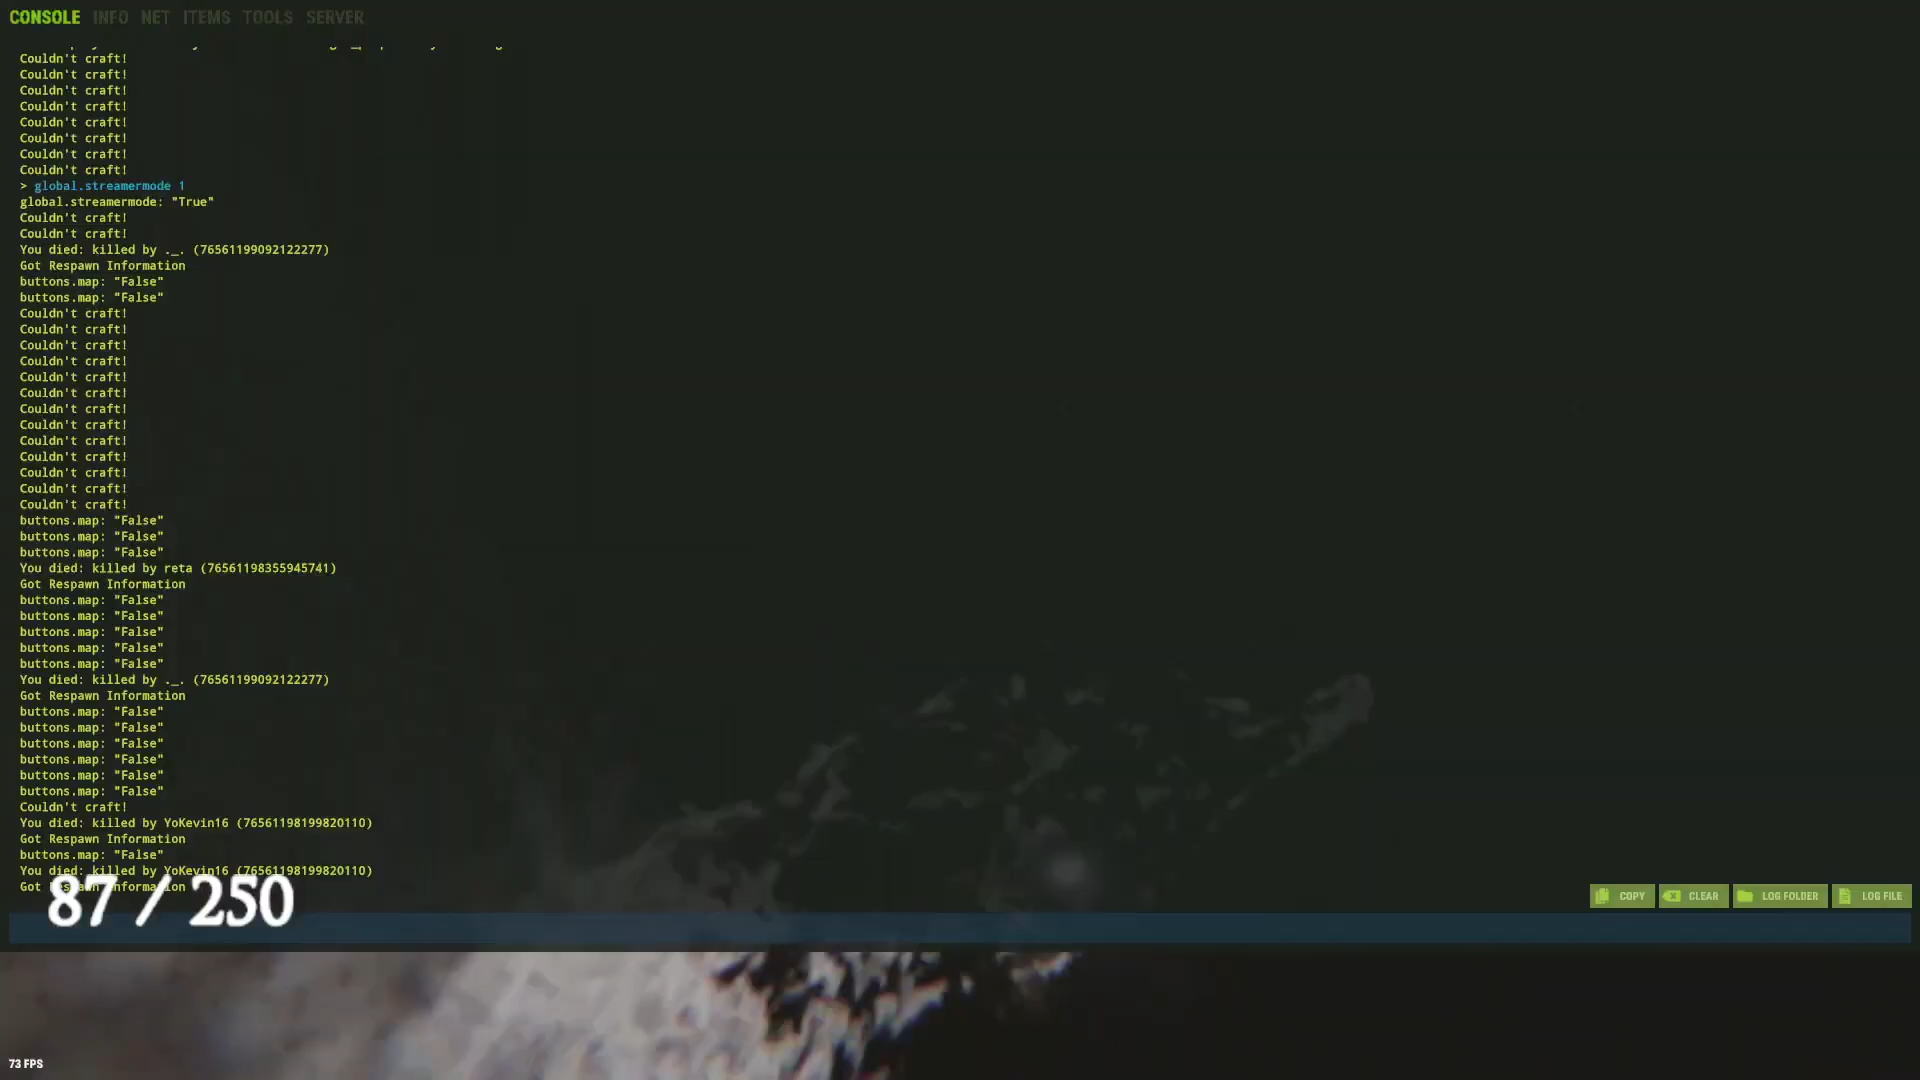 CONSOLE INFO NET ITEMS TOOLS SERVER
Couldn't craft!
Couldn't craft!
Couldn't craft!
Couldn't craft!
Couldn't craft!
Couldn't craft!
Couldn't craft!
Couldn't craft!
> global.streamermode 1
global.streamermode: "True"
Couldn't craft!
Couldn't craft!
You died: killed by ._. (76561199092122277)
Got Respawn Information
buttons.map: "False"
buttons.map: "False"
Couldn't craft!
Couldn't craft!
Couldn't craft!
Couldn't craft!
Couldn't craft!
Couldn't craft!
Couldn't craft!
Couldn't craft!
Couldn't craft!
Couldn't craft!
Couldn't craft!
Couldn't craft!
Couldn't craft!
buttons.map: "False"
buttons.map: "False"
buttons.map: "False"
You died: killed by reta (76561198355945741)
Got Respawn Information
buttons.map: "False"
buttons.map: "False"
buttons.map: "False"
buttons.map: "False"
buttons.map: "False"
You died: killed by ._. (76561199092122277)
Got Respawn Information
buttons.map: "False"
buttons.map: "False"
buttons.map: "False"
buttons.map: "False"
buttons.map: "False"
buttons.map: "False"
Couldn't craft!
You died: killed by YoKevin16 (76561198199820110)
Got Respawn Information
buttons.map: "False"
You died: killed by YoKevin16 (76561198199820110)
Got Respawn Information
87 / 250
COPY CLEAR LOG FOLDER LOG FILE
73 FPS